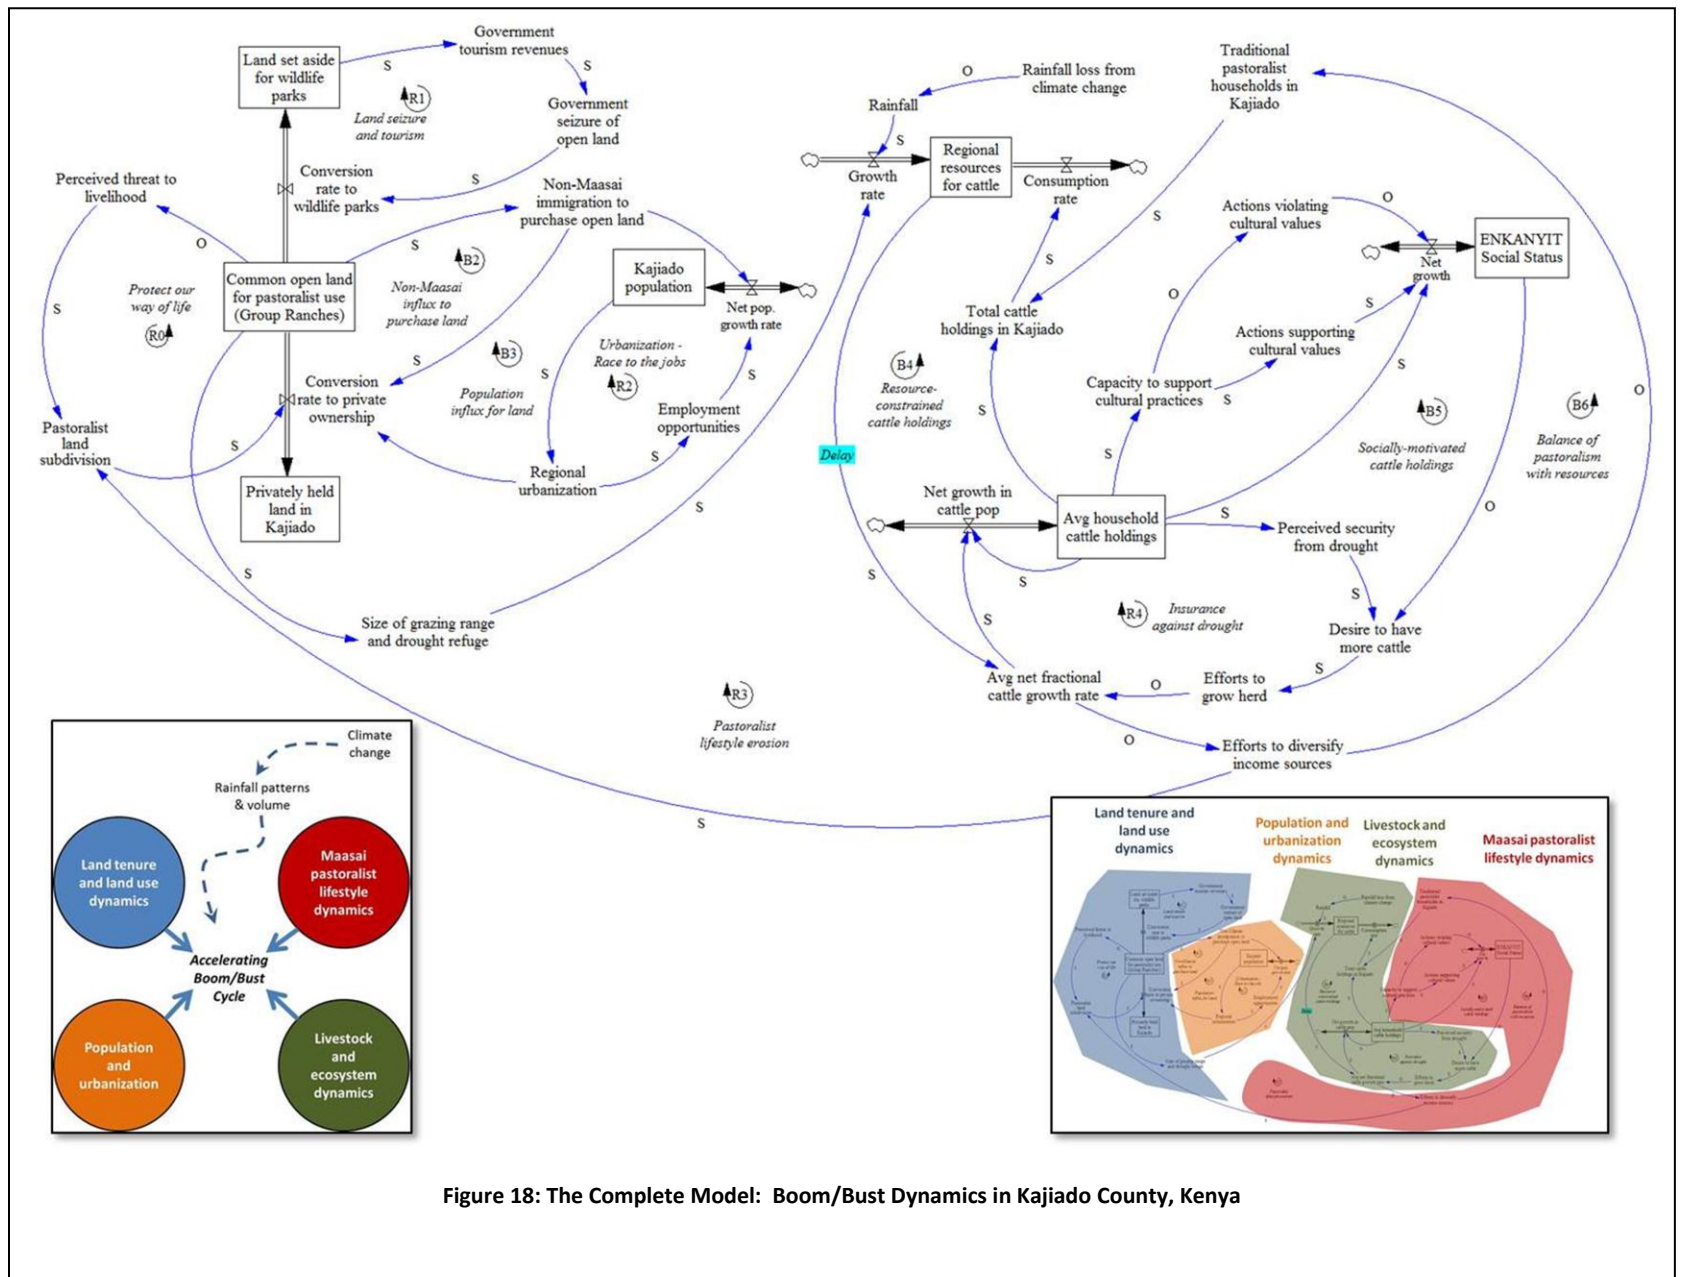 Land set aside
for wildlife
parks
S
Government
tourism revenues
S
R1
Land seizure
and tourism
Government
seizure of
open land
S
Conversion
rate to
wildlife parks
Perceived threat to
livelihood
O
S
Non-Maasai
immigration to
purchase open land
S
Common open land
for pastoralist use
(Group Ranches)
Protect our
way of life
R0
B2
Non-Maasai
influx to
purchase land
Kajiado
population
Net pop.
growth rate
B3
Population
influx for land
Urbanization -
Race to the jobs
R2
S
S
S
Conversion
rate to private
ownership
Employment
opportunities
S
Pastoralist
land
subdivision
S
Regional
urbanization
Privately held
land in
Kajiado
S
S
Size of grazing range
and drought refuge
Rainfall loss from
climate change
O
Rainfall
S
Growth
rate
Regional
resources
for cattle
Consumption
rate
Traditional
pastoralist
households in
Kajiado
S
S
Total cattle
holdings in Kajiado
Actions violating
cultural values
O
ENKANYIT
Social Status
Net
growth
O
S
Actions supporting
cultural values
B4
Resource-
constrained
cattle holdings
Capacity to support
cultural practices
S
S
S
S
B5
Socially-motivated
cattle holdings
B6
Balance of
pastoralism
with resources
O
O
Delay
Net growth in
cattle pop
Avg household
cattle holdings
S
Perceived security
from drought
S
S
S
S
R4
Insurance
against drought
Desire to have
more cattle
S
Efforts to
grow herd
O
Avg net fractional
cattle growth rate
O
Efforts to diversify
income sources
R3
Pastoralist
lifestyle erosion
S
Climate
change
Rainfall patterns
& volume
Land tenure
and land use
dynamics
Maasai
pastoralist
lifestyle
dynamics
Accelerating
Boom/Bust
Cycle
Population
and
urbanization
Livestock
and
ecosystem
dynamics
Land tenure and
land use
dynamics
Population and
urbanization
dynamics
Livestock and
ecosystem
dynamics
Maasai pastoralist
lifestyle dynamics
Figure 18: The Complete Model: Boom/Bust Dynamics in Kajiado County, Kenya